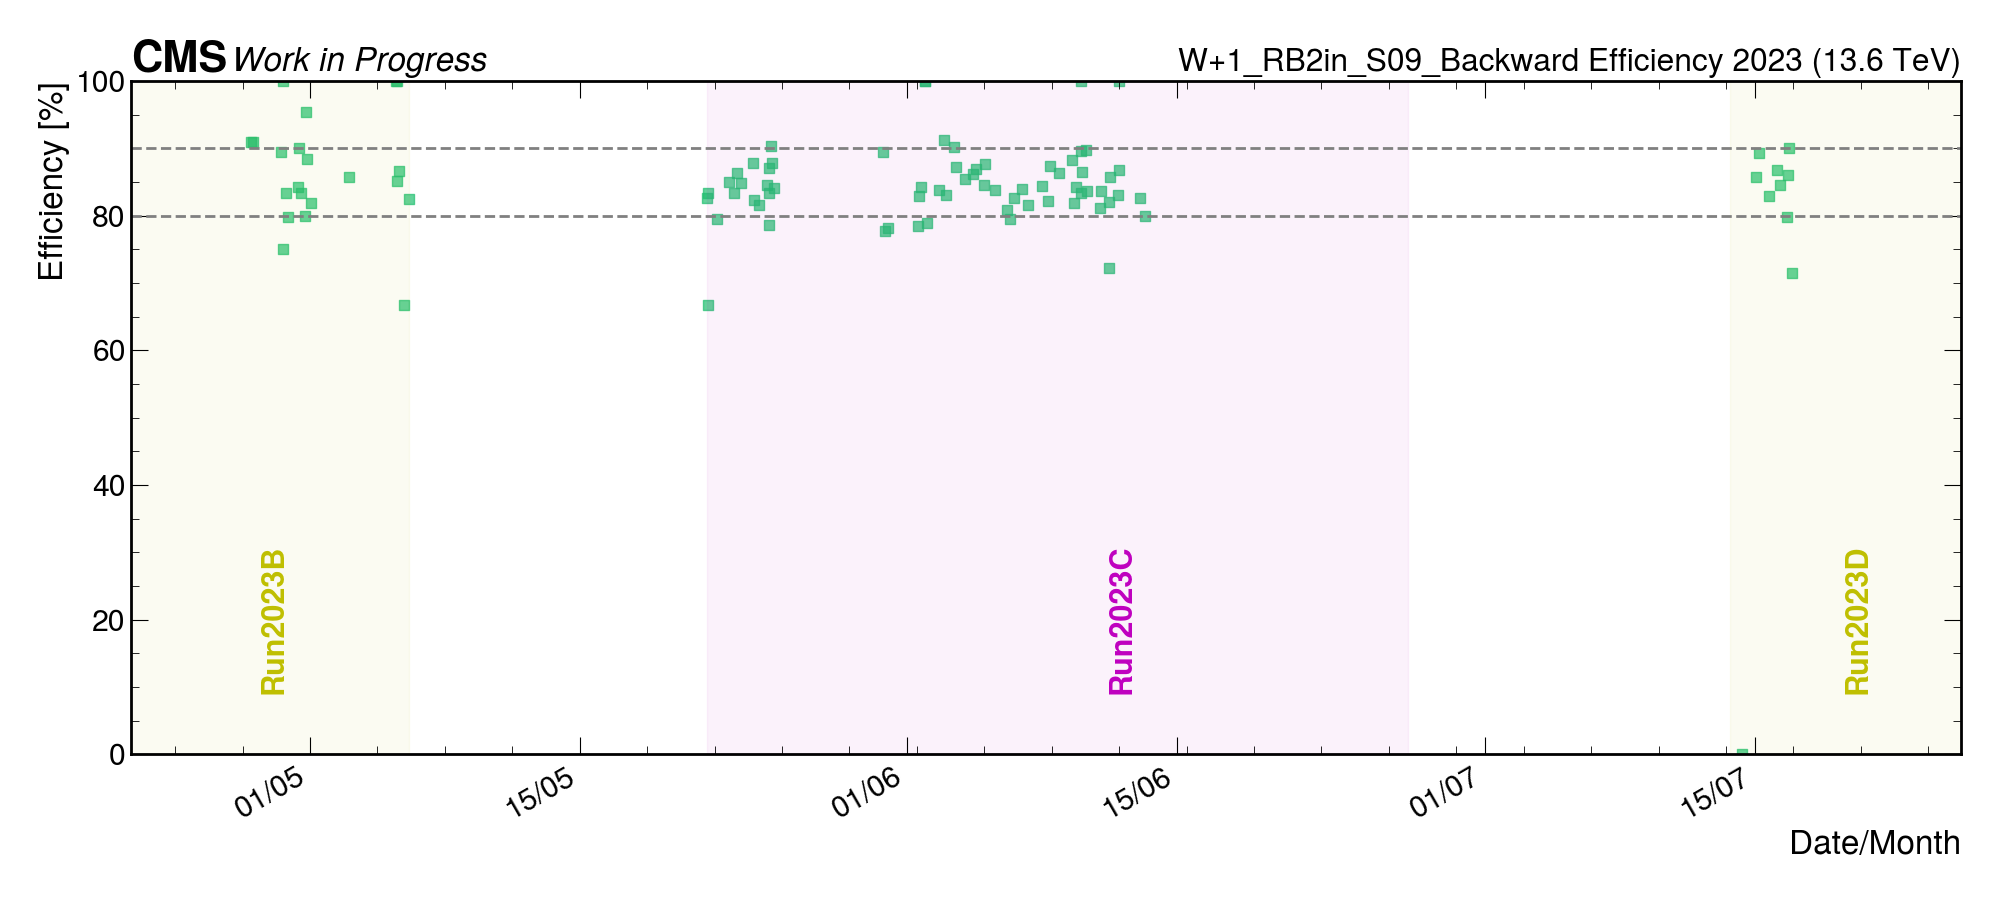 CMS Work in Progress
W+1_RB2in_S09_Backward Efficiency 2023 (13.6 TeV)
Efficiency [%]
100
80
60
40
20
0
Run2023B
Run2023C
Run2023D
01/05
15/05
01/06
15/06
01/07
15/07
Date/Month